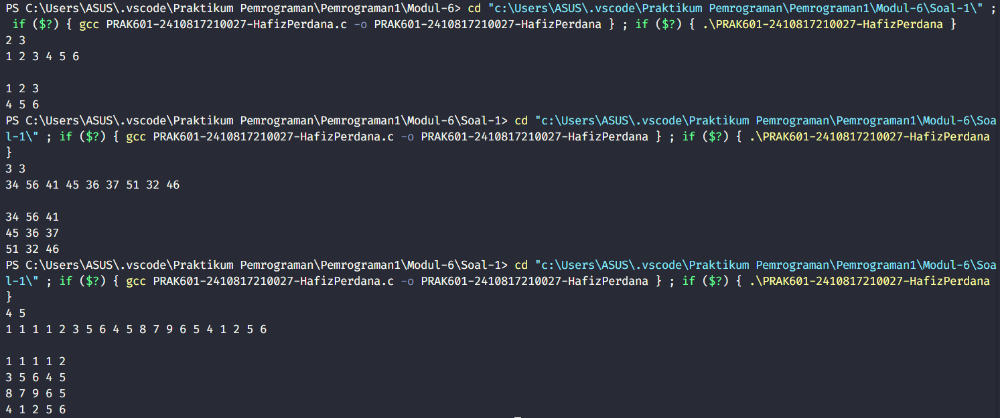 PS C:\Users\ASUS\.vscode\Praktikum Pemrograman\Pemrograman1\Modul-6> cd "c:\Users\ASUS\.vscode\Praktikum Pemrograman\Pemrograman1\Modul-6\Soal-1\" ;
if ($?) { gcc PRAK601-2410817210027-HafizPerdana.c -o PRAK601-2410817210027-HafizPerdana } ; if ($?) { .\PRAK601-2410817210027-HafizPerdana }
2 3
1 2 3 4 5 6

1 2 3
4 5 6
PS C:\Users\ASUS\.vscode\Praktikum Pemrograman\Pemrograman1\Modul-6\Soal-1> cd "c:\Users\ASUS\.vscode\Praktikum Pemrograman\Pemrograman1\Modul-6\Soa
l-1\" ; if ($?) { gcc PRAK601-2410817210027-HafizPerdana.c -o PRAK601-2410817210027-HafizPerdana } ; if ($?) { .\PRAK601-2410817210027-HafizPerdana
}
3 3
34 56 41 45 36 37 51 32 46

34 56 41
45 36 37
51 32 46
PS C:\Users\ASUS\.vscode\Praktikum Pemrograman\Pemrograman1\Modul-6\Soal-1> cd "c:\Users\ASUS\.vscode\Praktikum Pemrograman\Pemrograman1\Modul-6\Soa
l-1\" ; if ($?) { gcc PRAK601-2410817210027-HafizPerdana.c -o PRAK601-2410817210027-HafizPerdana } ; if ($?) { .\PRAK601-2410817210027-HafizPerdana
}
4 5
1 1 1 1 2 3 5 6 4 5 8 7 9 6 5 4 1 2 5 6

1 1 1 1 2
3 5 6 4 5
8 7 9 6 5
4 1 2 5 6